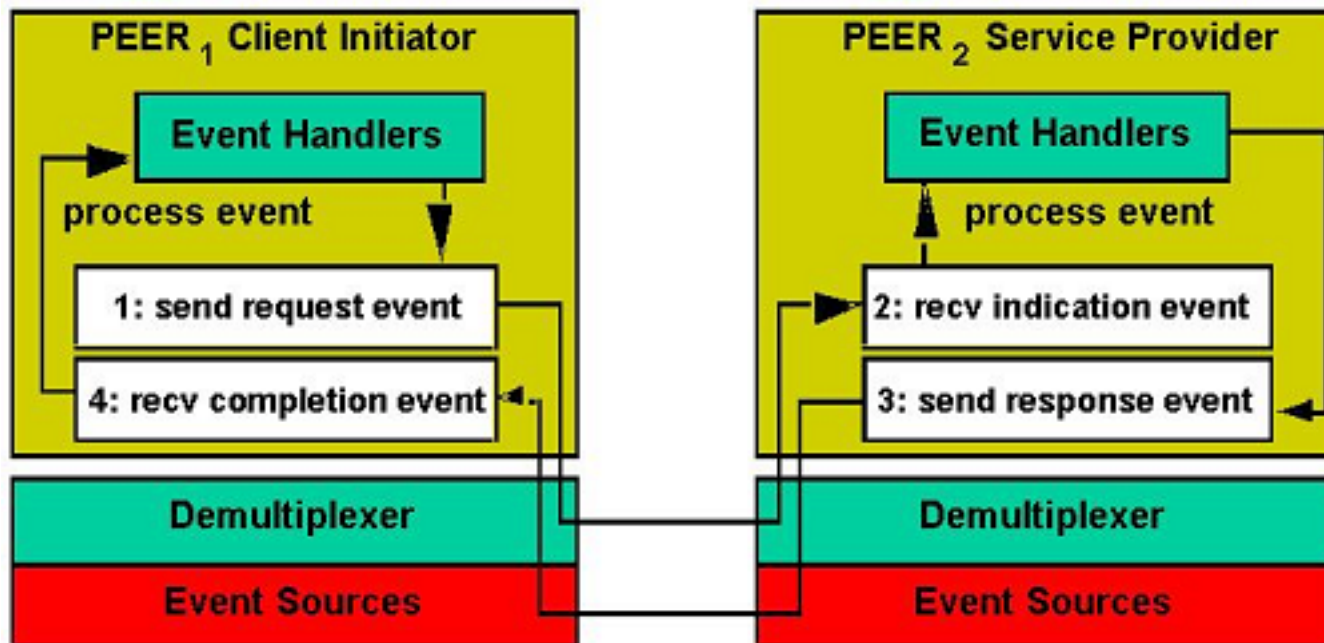 PEER 1 Client Initiator
Event Handlers
process event
1: send request event
4: recv completion event
Demultiplexer
Event Sources
PEER 2 Service Provider
Event Handlers
process event
2: recv indication event
3: send response event
Demultiplexer
Event Sources